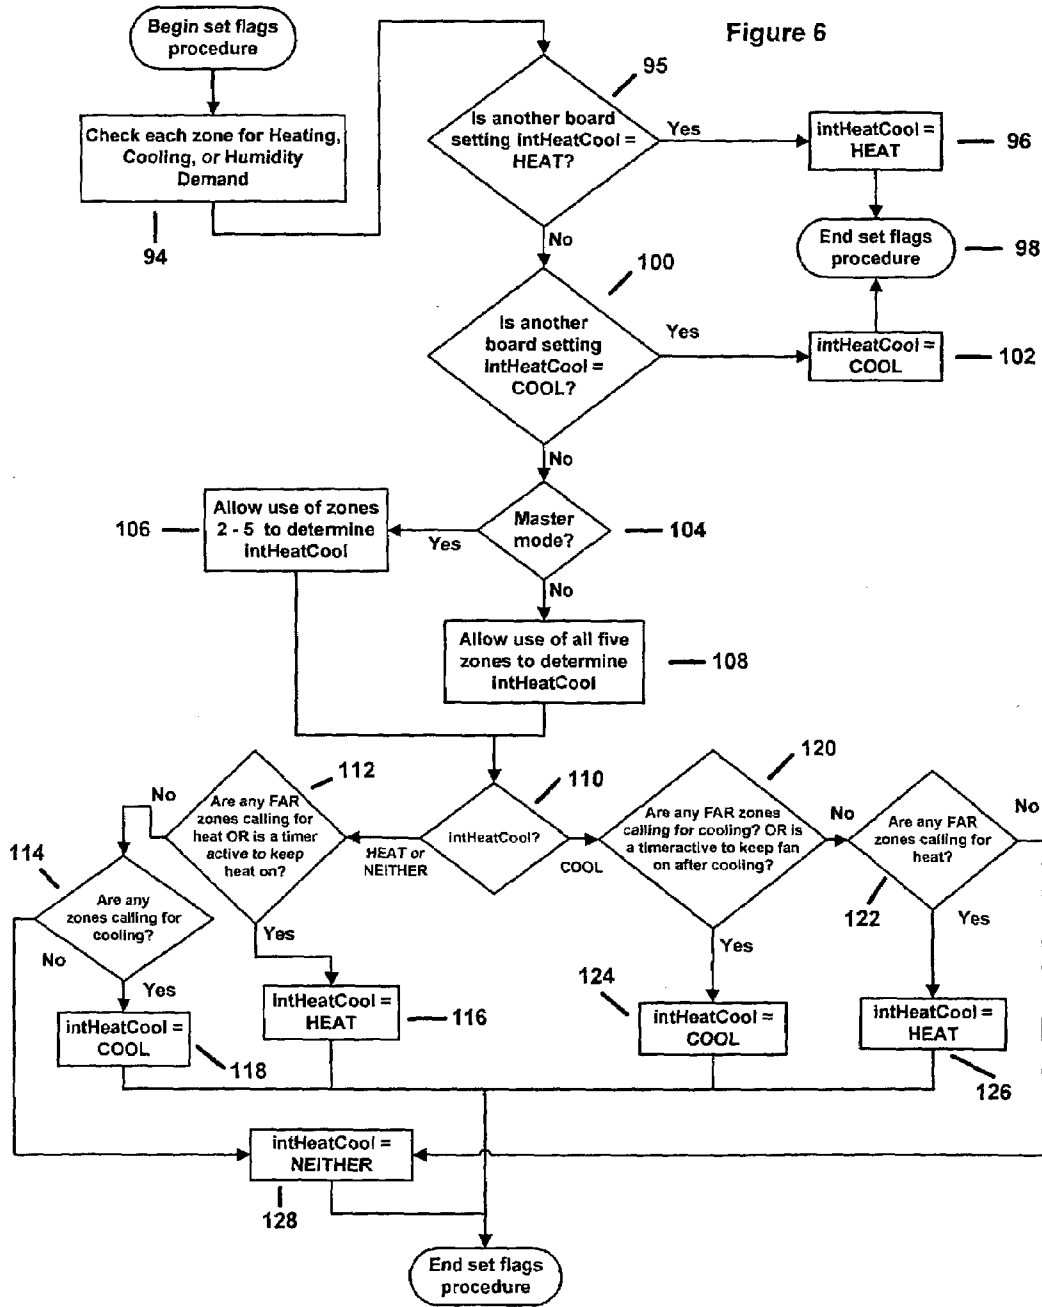 Figure 6
Begin set flags
procedure
Check each zone for Heating,
Cooling, or Humidity
Demand
94
95
Is another board
setting intHeatCool =
HEAT?
Yes
intHeatCool =
HEAT
96
No
End set flags
procedure
98
100
Is another
board setting
intHeatCool =
COOL?
Yes
intHeatCool =
COOL
102
No
Master
mode?
104
Yes
Allow use of zones
2 - 5 to determine
intHeatCool
106
No
Allow use of all five
zones to determine
intHeatCool
108
110
intHeatCool?
HEAT or
NEITHER
COOL
112
Are any FAR
zones calling for
heat OR is a timer
active to keep
heat on?
No
Yes
114
Are any
zones calling for
cooling?
No
Yes
intHeatCool =
HEAT
116
intHeatCool =
COOL
118
120
Are any FAR zones
calling for cooling? OR is
a timeractive to keep fan
on after cooling?
No
Yes
Are any FAR
zones calling for
heat?
122
No
Yes
124
intHeatCool =
COOL
intHeatCool =
HEAT
126
intHeatCool =
NEITHER
128
End set flags
procedure